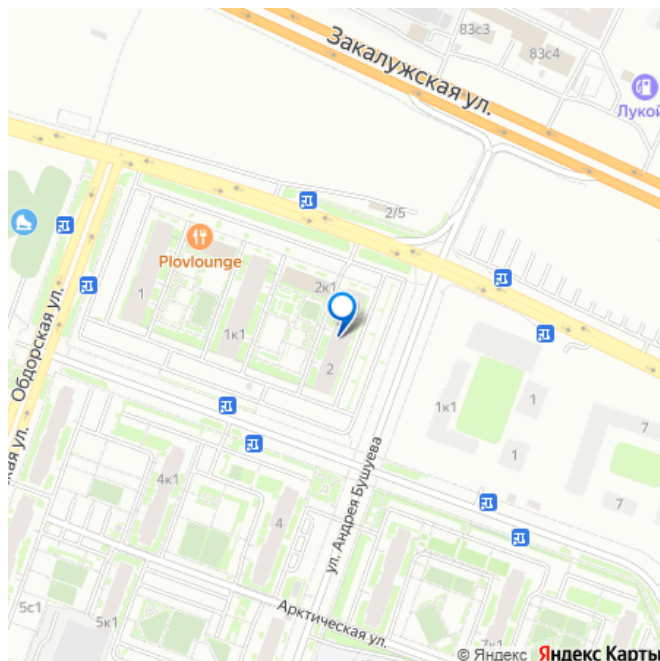 83с3
83с4
Закалужская ул.
Лукой
2/5
Plovlounge
2к1
1
1к1
2
Обдорская ул.
кая ул.
1к1
1
7
1
7
ул. Андрея Бушуева
4к1
4
5с1
5к1
Арктическая ул.
7к1
© Яндекс Яндекс Карты